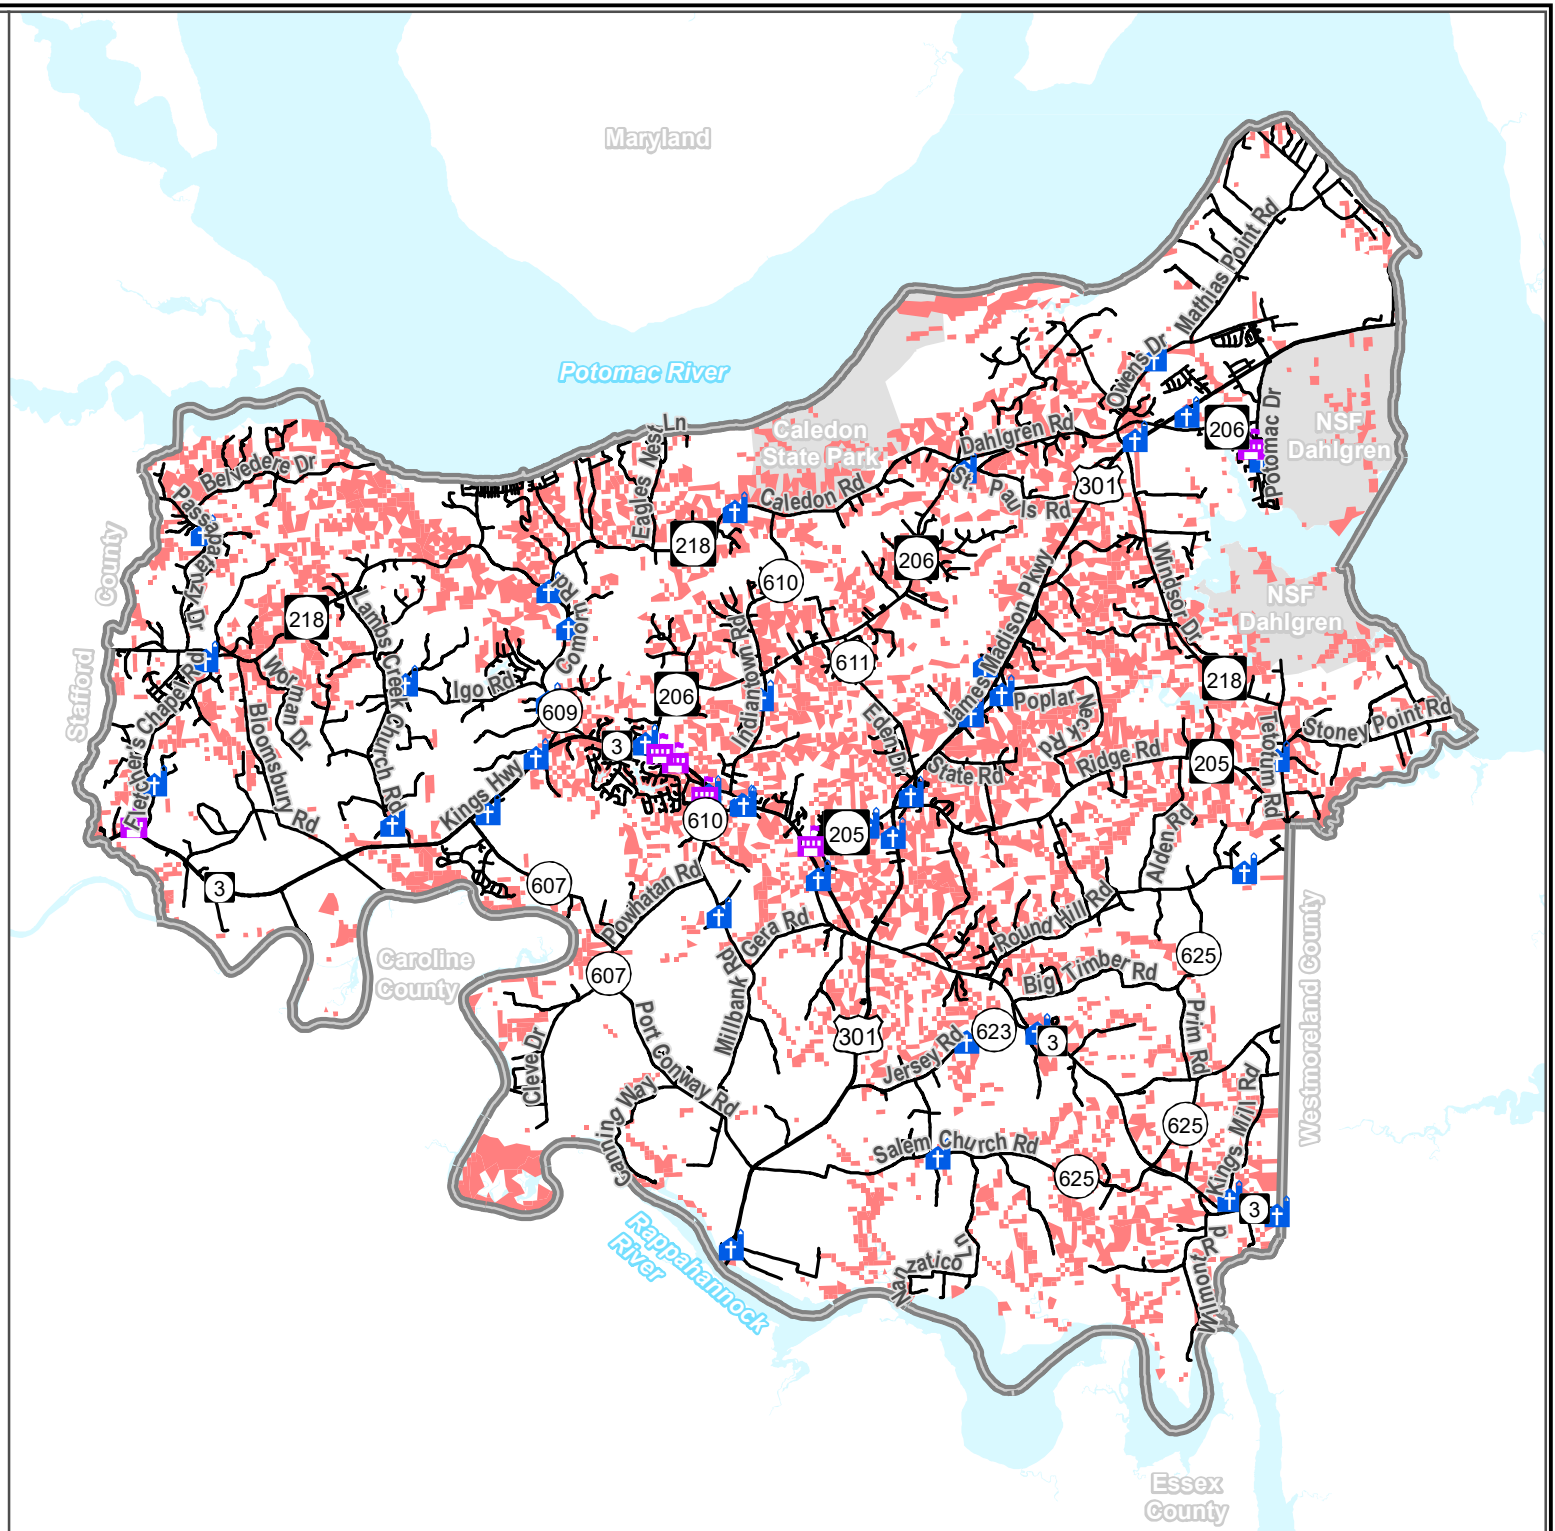 Maryland
Potomac River
Mathias Point Rd
Owens Dr
Potomac Dr
206
NSF
Dahlgren
Caledon
State Park
Dahlgren Rd
Eagles Nest Ln
Belvedere Dr
Passapatanzy Dr
County
Stafford
Caledon Rd
St. Pauls Rd
301
218
206
610
NSF
Dahlgren
Windsor Dr
James Madison Pkwy
218
Lambs Creek Church Rd
Comorn Rd
Indiantown Rd
611
Igo Rd
206
609
Worman Dr
Bloomsbury Rd
Fletcher's Chapel Rd
218
Poplar Neck Rd
Stoney Point Rd
Tetotum Rd
Eden Dr
State Rd
Ridge Rd
205
3
Kings Hwy
610
205
Alden Rd
3
607
Powhatan Rd
Gera Rd
Round Hill Rd
625
Westmoreland County
Caroline
County
607
Millbank Rd
Big Timber Rd
Prim Rd
Port Conway Rd
301
623
3
Jersey Rd
Cleve Dr
Canning Way
Kings Mill Rd
625
Salem Church Rd
625
3
Rappahannock
River
Nanzatico Ln
Wilmont Rd
Essex
County